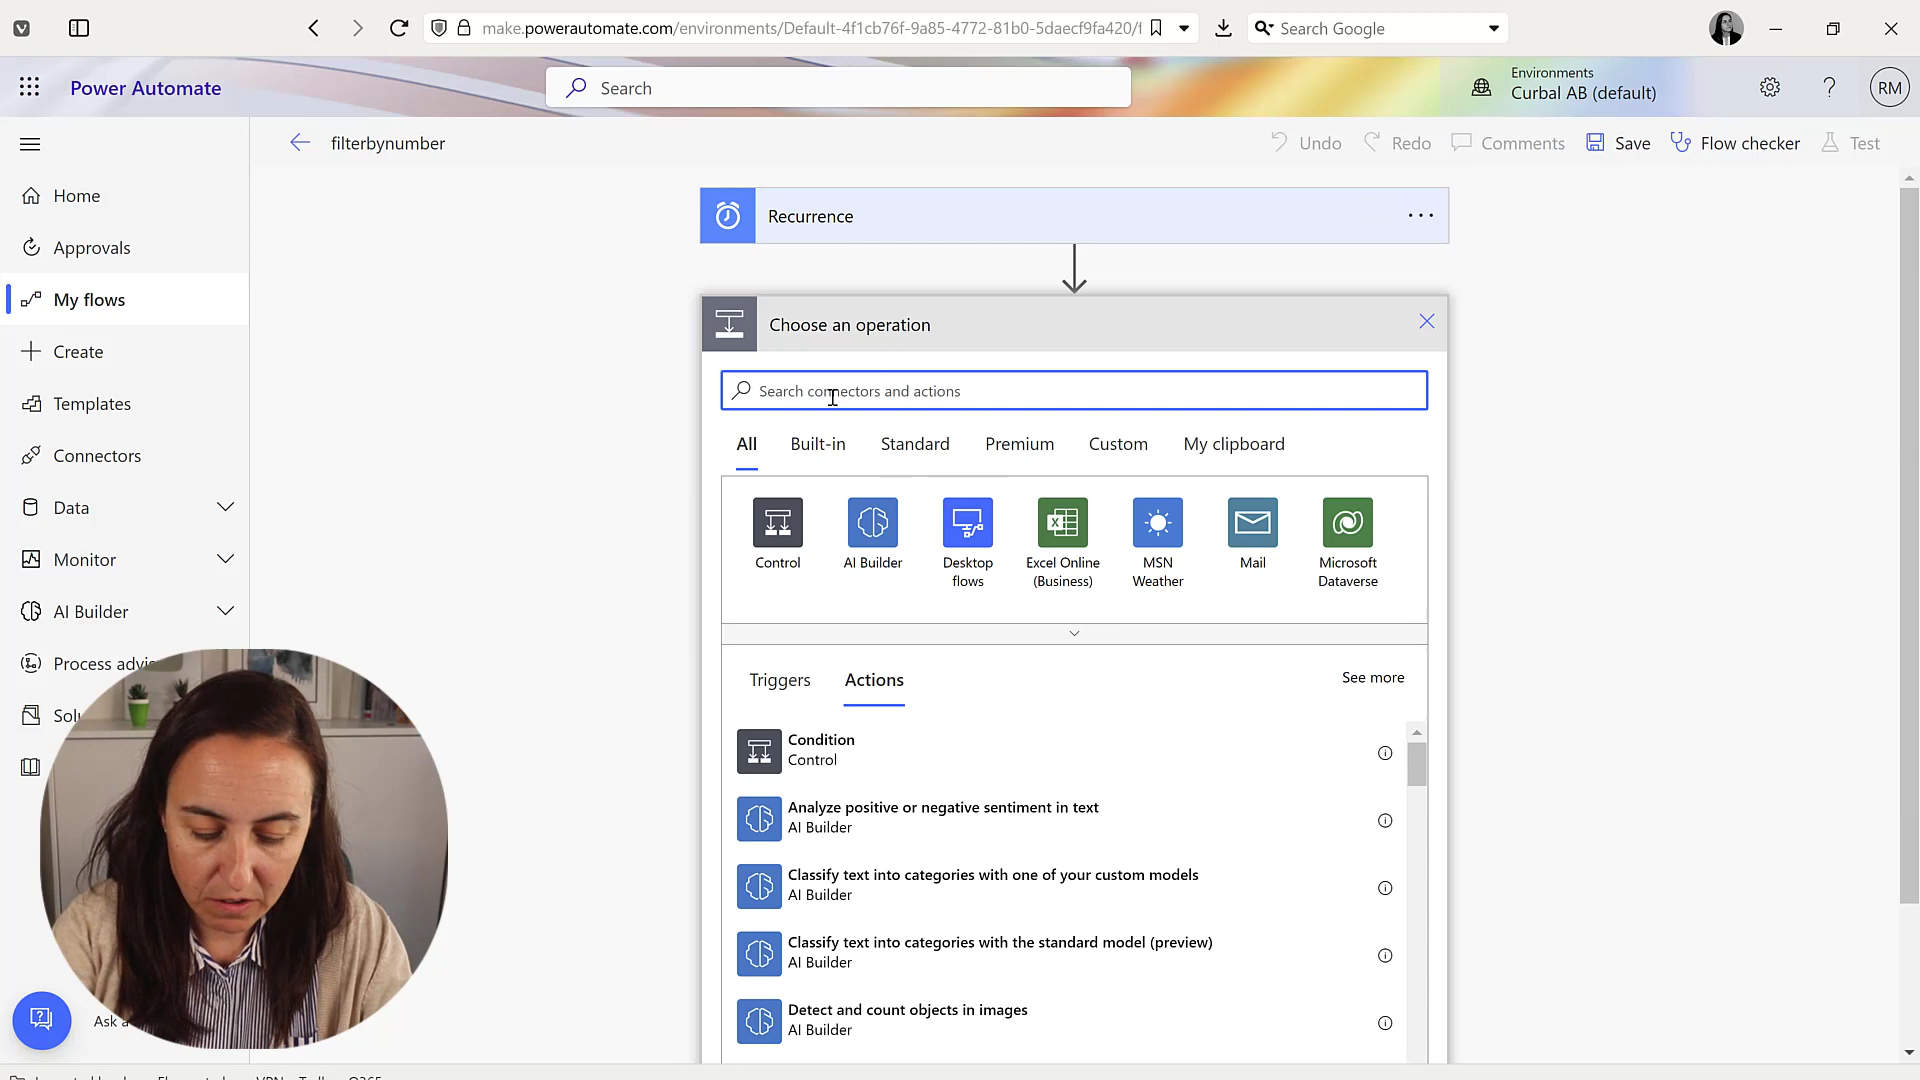 make.powerautomate.com/environments/Default-4f1cb76f-9a85-4772-81b0-5daecf9fa420/f
Search Google
Power Automate
Search
Environments
Curbal AB (default)
RM
filterbynumber
Undo
Redo
Comments
Save
Flow checker
Test
Home
Approvals
My flows
Create
Templates
Connectors
Data
Monitor
AI Builder
Process
Recurrence
Choose an operation
Search connectors and actions
All
Built-in
Standard
Premium
Custom
My clipboard
Control
AI Builder
Desktop
flows
Excel Online
(Business)
MSN
Weather
Mail
Microsoft
Dataverse
Triggers
Actions
See more
Condition
Control
Analyze positive or negative sentiment in text
AI Builder
Classify text into categories with one of your custom models
AI Builder
Classify text into categories with the standard model (preview)
AI Builder
Detect and count objects in images
AI Builder
Ask a